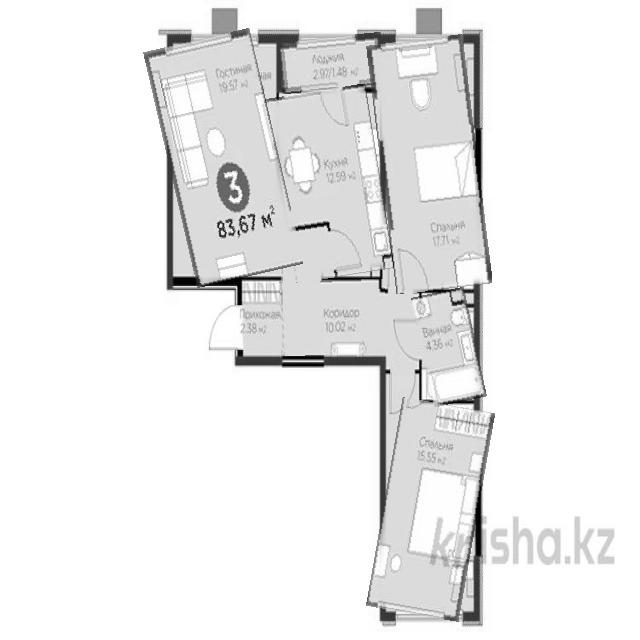 Гостиная
19.57 м2
Лоджия
2.97/1.48 м2
Кухня
12.59 м2
3
83,67 м2
Спальня
17.71 м2
Прихожая
2.38 м2
Коридор
10.02 м2
Ванная
4.36 м2
Спальня
15.55 м2
krisha.kz